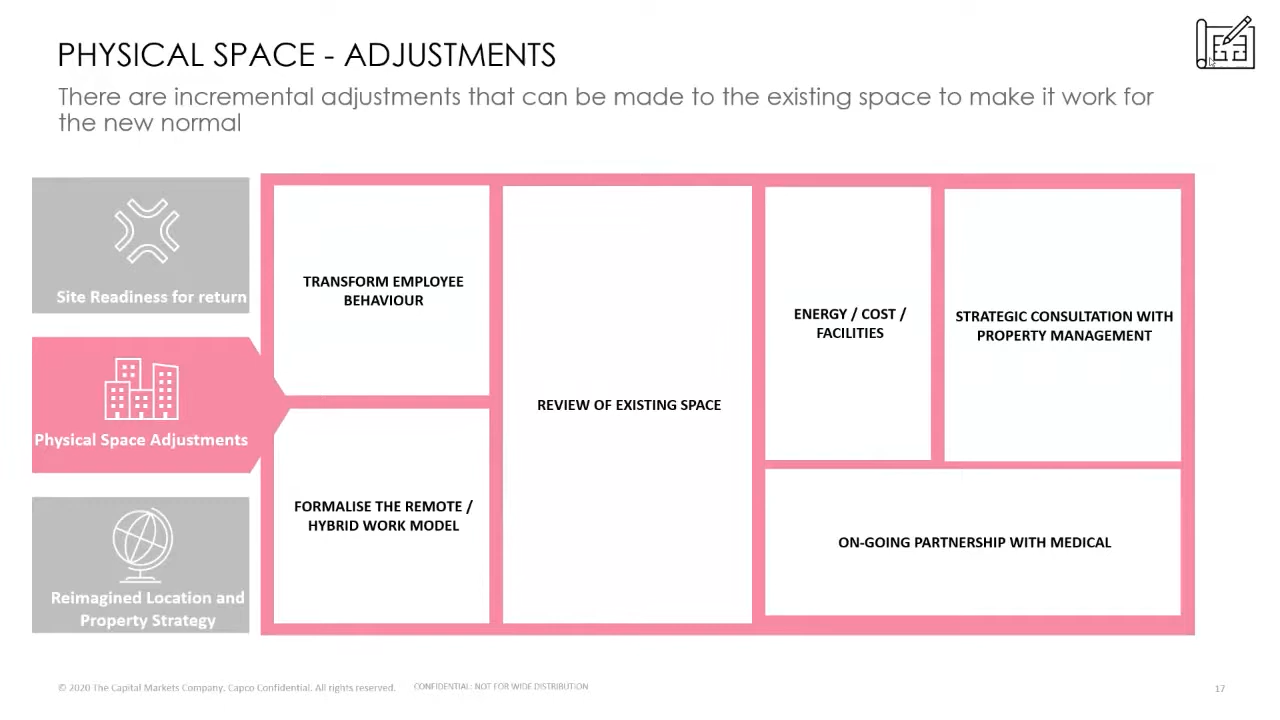 PHYSICAL SPACE - ADJUSTMENTS
There are incremental adjustments that can be made to the existing space to make it work for
the new normal
Site Readiness for return
Physical Space Adjustments
Reimagined Location and
Property Strategy
TRANSFORM EMPLOYEE
BEHAVIOUR
FORMALISE THE REMOTE /
HYBRID WORK MODEL
REVIEW OF EXISTING SPACE
ENERGY / COST /
FACILITIES
STRATEGIC CONSULTATION WITH
PROPERTY MANAGEMENT
ON-GOING PARTNERSHIP WITH MEDICAL
© 2020 The Capital Markets Company. Capco Confidential. All rights reserved.
CONFIDENTIAL: NOT FOR WIDE DISTRIBUTION
17